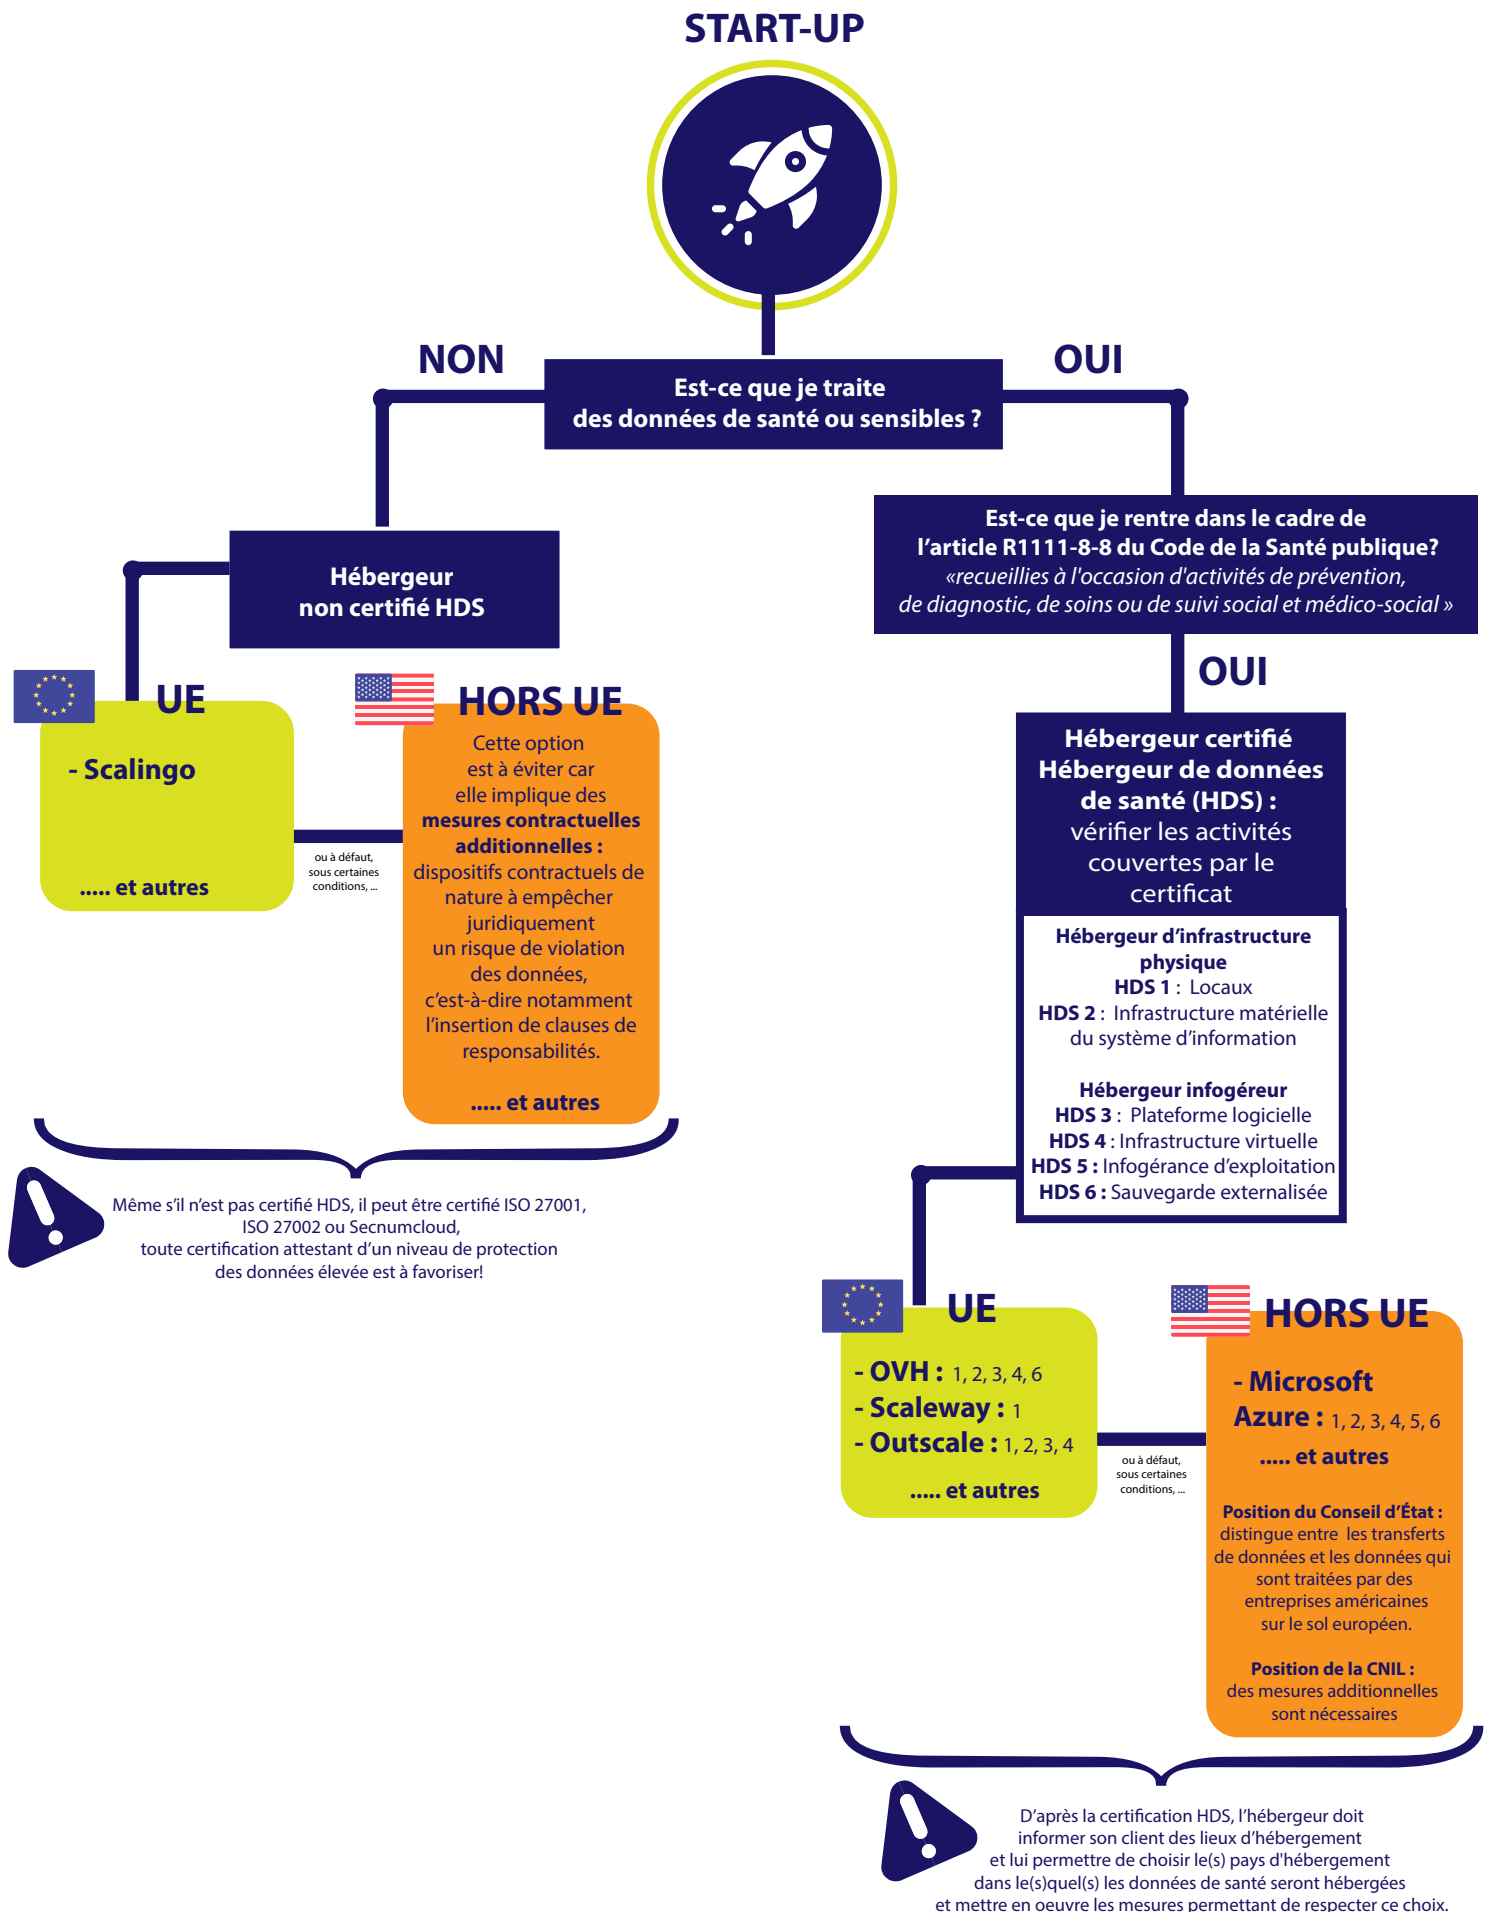 START-UP
NON
OUI
Est-ce que je traite
des données de santé ou sensibles ?
Hébergeur
non certifié HDS
Est-ce que je rentre dans le cadre de
l'article R1111-8-8 du Code de la Santé publique?
«recueillies à l'occasion d'activités de prévention,
de diagnostic, de soins ou de suivi social et médico-social »
UE
- Scalingo
..... et autres
ou à défaut,
sous certaines
conditions, ...
HORS UE
Cette option
est à éviter car
elle implique des
mesures contractuelles
additionnelles :
dispositifs contractuels de
nature à empêcher
juridiquement
un risque de violation
des données,
c'est-à-dire notamment
l'insertion de clauses de
responsabilités.
..... et autres
Même s'il n'est pas certifié HDS, il peut être certifié ISO 27001,
ISO 27002 ou Secnumcloud,
toute certification attestant d'un niveau de protection
des données élevée est à favoriser!
OUI
Hébergeur certifié
Hébergeur de données
de santé (HDS) :
vérifier les activités
couvertes par le
certificat
Hébergeur d'infrastructure
physique
HDS 1 : Locaux
HDS 2 : Infrastructure matérielle
du système d'information
Hébergeur infogéreur
HDS 3 : Plateforme logicielle
HDS 4 : Infrastructure virtuelle
HDS 5 : Infogérance d'exploitation
HDS 6 : Sauvegarde externalisée
UE
- OVH : 1, 2, 3, 4, 6
- Scaleway : 1
- Outscale : 1, 2, 3, 4
..... et autres
ou à défaut,
sous certaines
conditions, ...
HORS UE
- Microsoft
Azure : 1, 2, 3, 4, 5, 6
..... et autres
Position du Conseil d'État :
distingue entre les transferts
de données et les données qui
sont traitées par des
entreprises américaines
sur le sol européen.
Position de la CNIL :
des mesures additionnelles
sont nécessaires
D'après la certification HDS, l'hébergeur doit
informer son client des lieux d'hébergement
et lui permettre de choisir le(s) pays d'hébergement
dans le(s)quel(s) les données de santé seront hébergées
et mettre en oeuvre les mesures permettant de respecter ce choix.